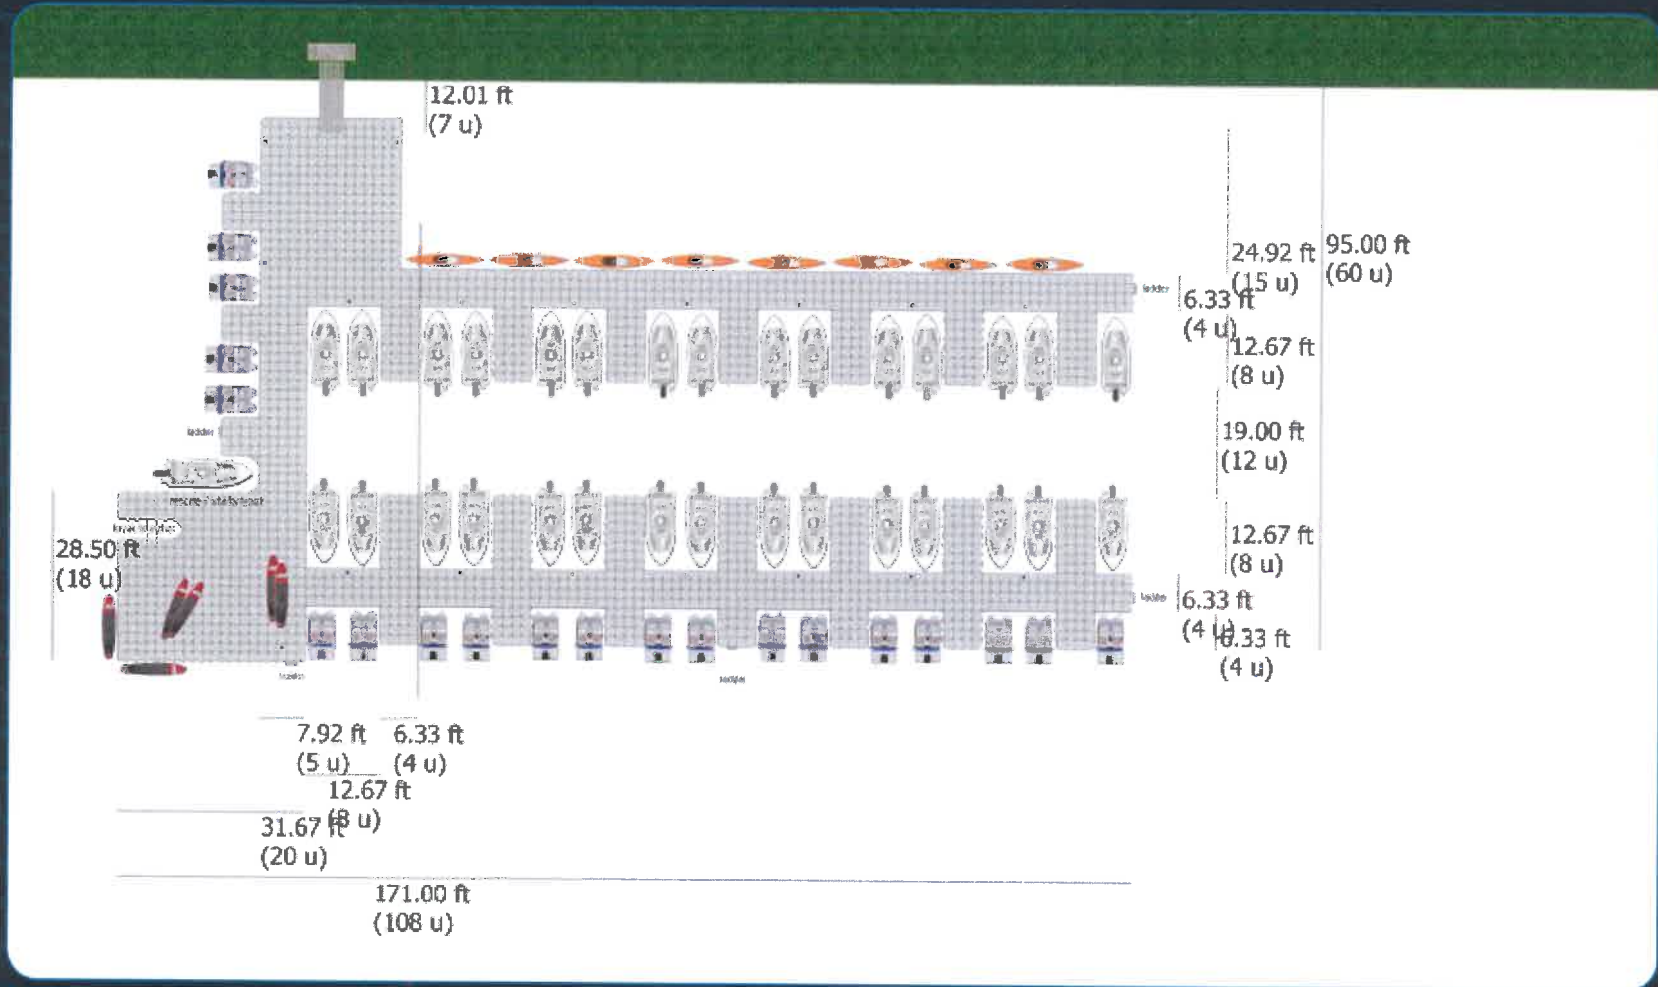 12.01 ft
(7 u)
24.92 ft
(15 u)
95.00 ft
(60 u)
ladder
6.33 ft
(4 u)
12.67 ft
(8 u)
19.00 ft
(12 u)
ladder
28.50 ft
(18 u)
12.67 ft
(8 u)
ladder
6.33 ft
(4 u)
6.33 ft
(4 u)
ladder
7.92 ft
(5 u)
6.33 ft
(4 u)
12.67 ft
(8 u)
31.67 ft
(20 u)
171.00 ft
(108 u)